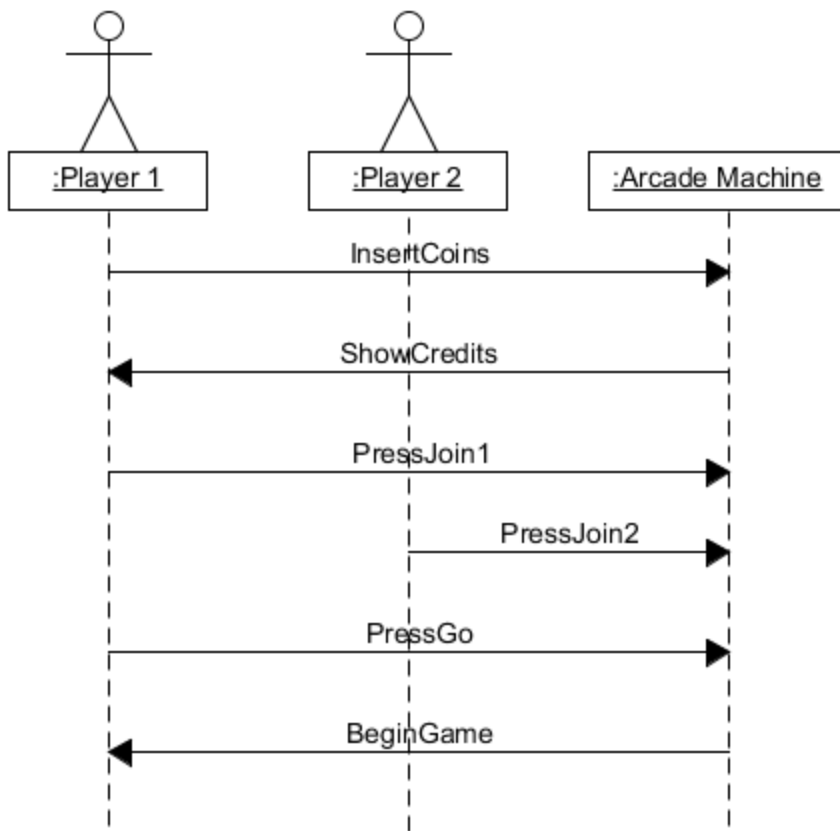 :Player 1
:Player 2
:Arcade Machine
InsertCoins
ShowCredits
PressJoin1
PressJoin2
PressGo
BeginGame